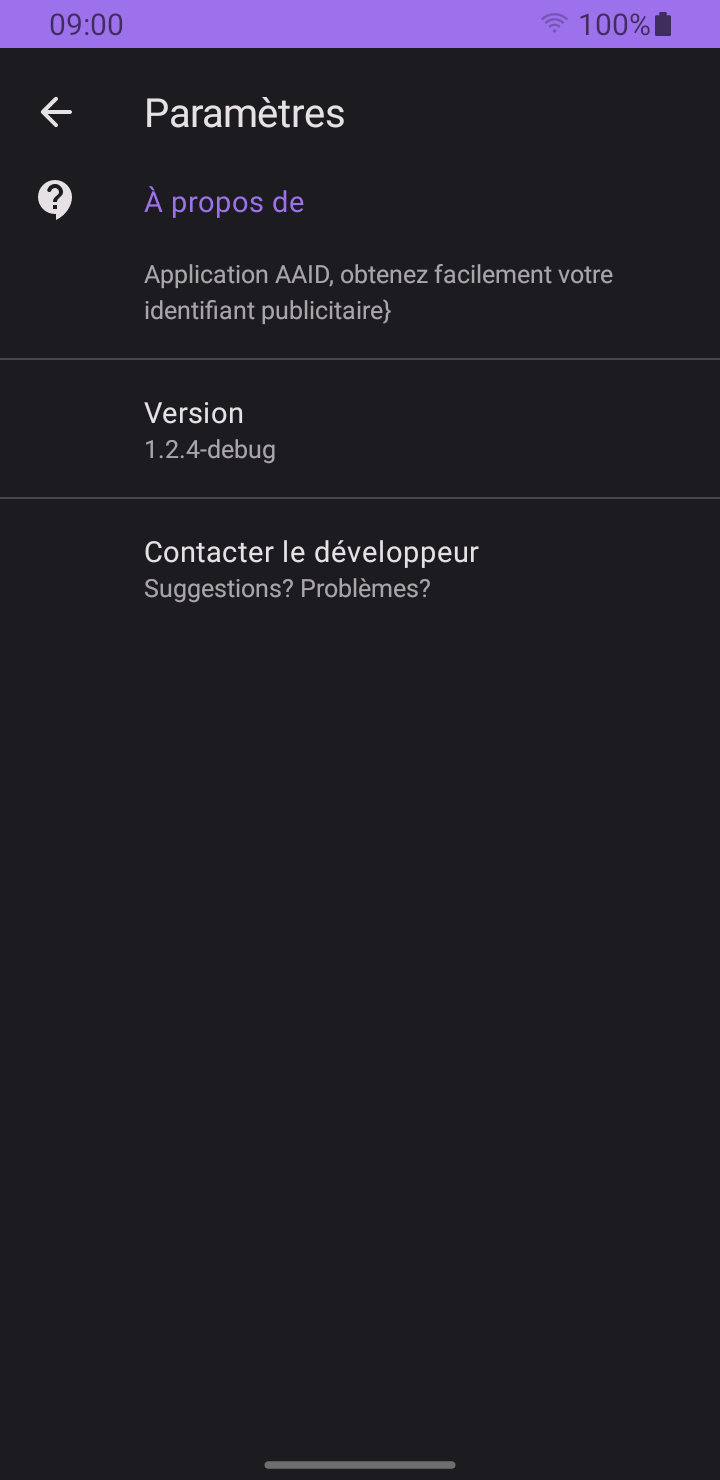 09:00 100%
Paramètres
À propos de
Application AAID, obtenez facilement votre
identifiant publicitaire}
Version
1.2.4-debug
Contacter le développeur
Suggestions? Problèmes?